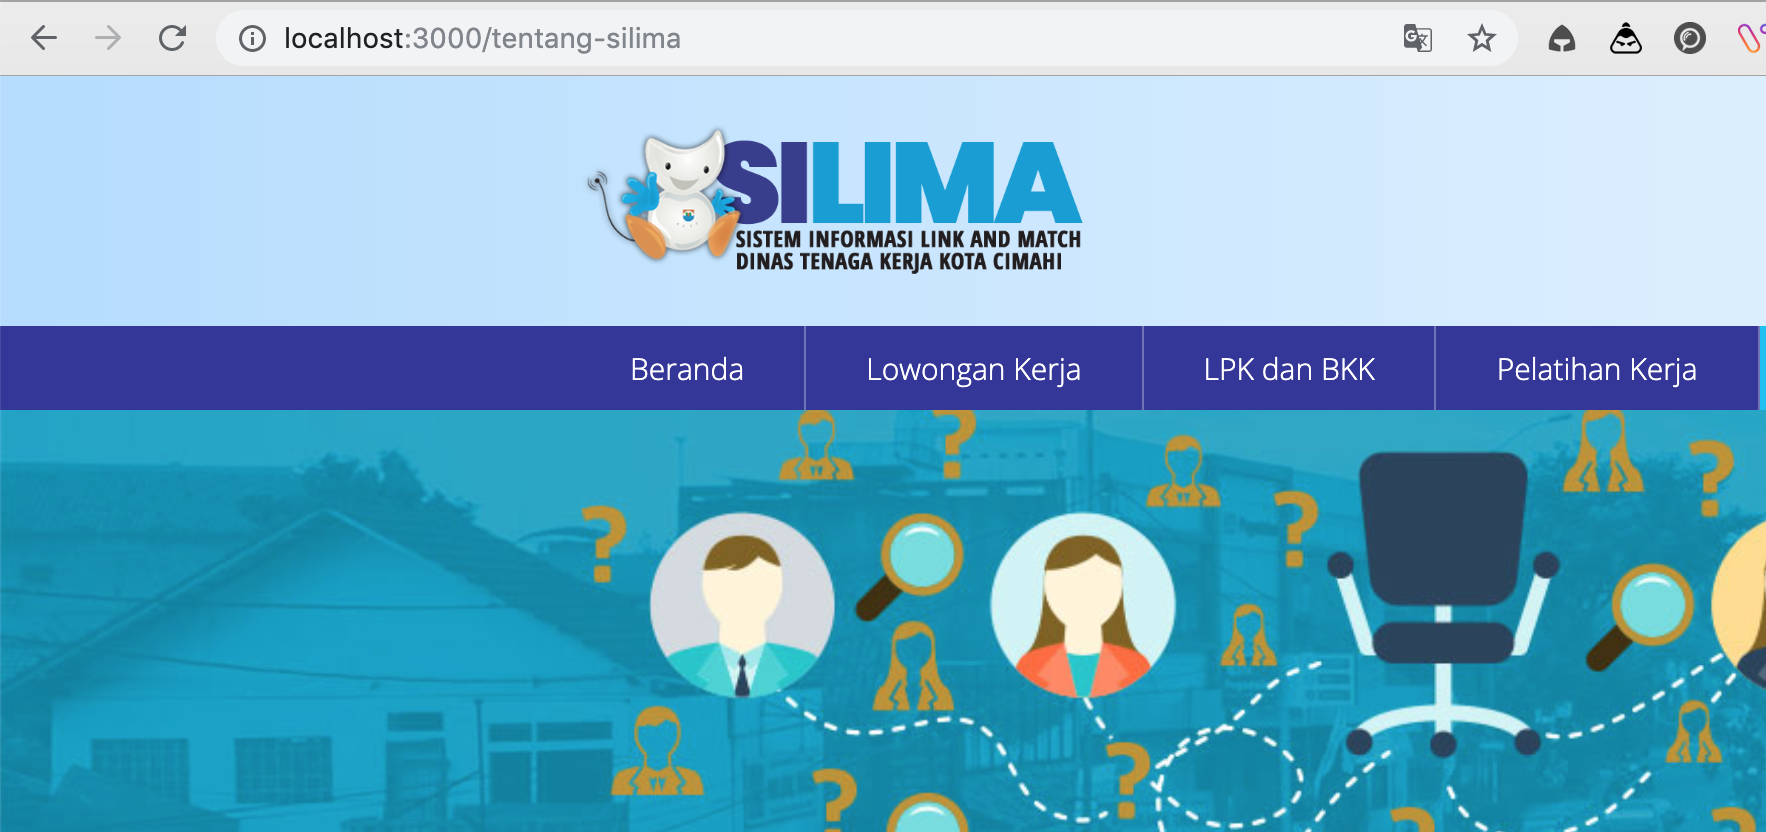 localhost:3000/tentang-silima
SILIMA
SISTEM INFORMASI LINK AND MATCH
DINAS TENAGA KERJA KOTA CIMAHI
Beranda
Lowongan Kerja
LPK dan BKK
Pelatihan Kerja